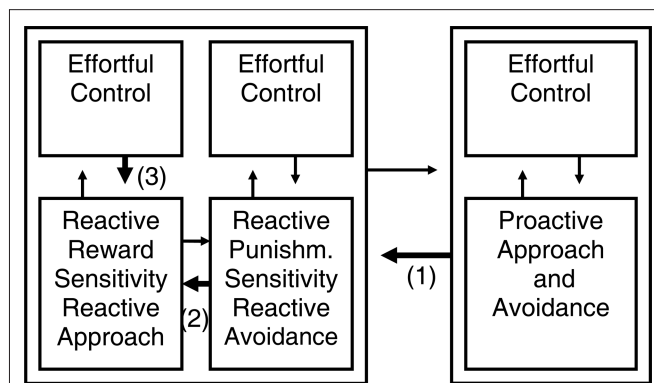 Effortful
Control
Effortful
Control
Effortful
Control
(3)
Reactive
Reward
Sensitivity
Reactive
Approach
(2)
Reactive
Punishm.
Sensitivity
Reactive
Avoidance
(1)
Proactive
Approach
and
Avoidance